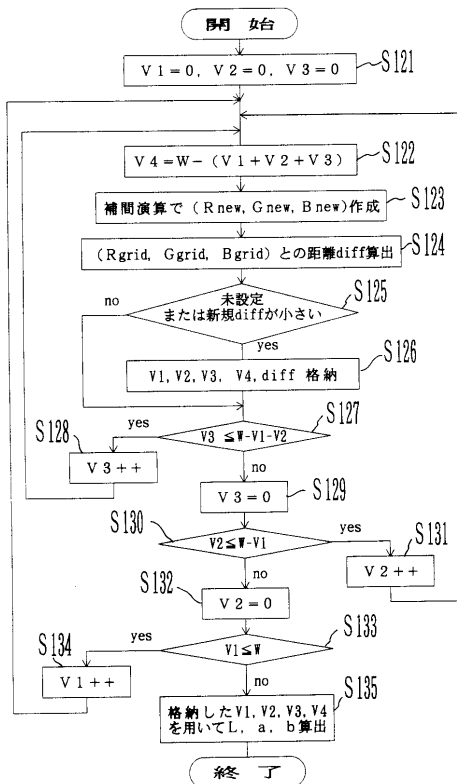 開 始
V1=0, V2=0, V3=0
S121
V4=W-(V1+V2+V3)
S122
補間演算で(Rnew, Gnew, Bnew)作成
S123
(Rgrid, Ggrid, Bgrid)との距離diff算出
S124
未設定
または新規diffが小さい
S125
no
yes
V1, V2, V3, V4, diff 格納
S126
V3 ≦W-V1-V2
S127
yes
S128
V3++
no
V3=0
S129
S130
V2≦W-V1
yes
S131
V2++
no
S132
V2=0
V1≦W
S133
yes
S134
V1++
no
格納したV1, V2, V3, V4
を用いてL, a, b算出
S135
終 了